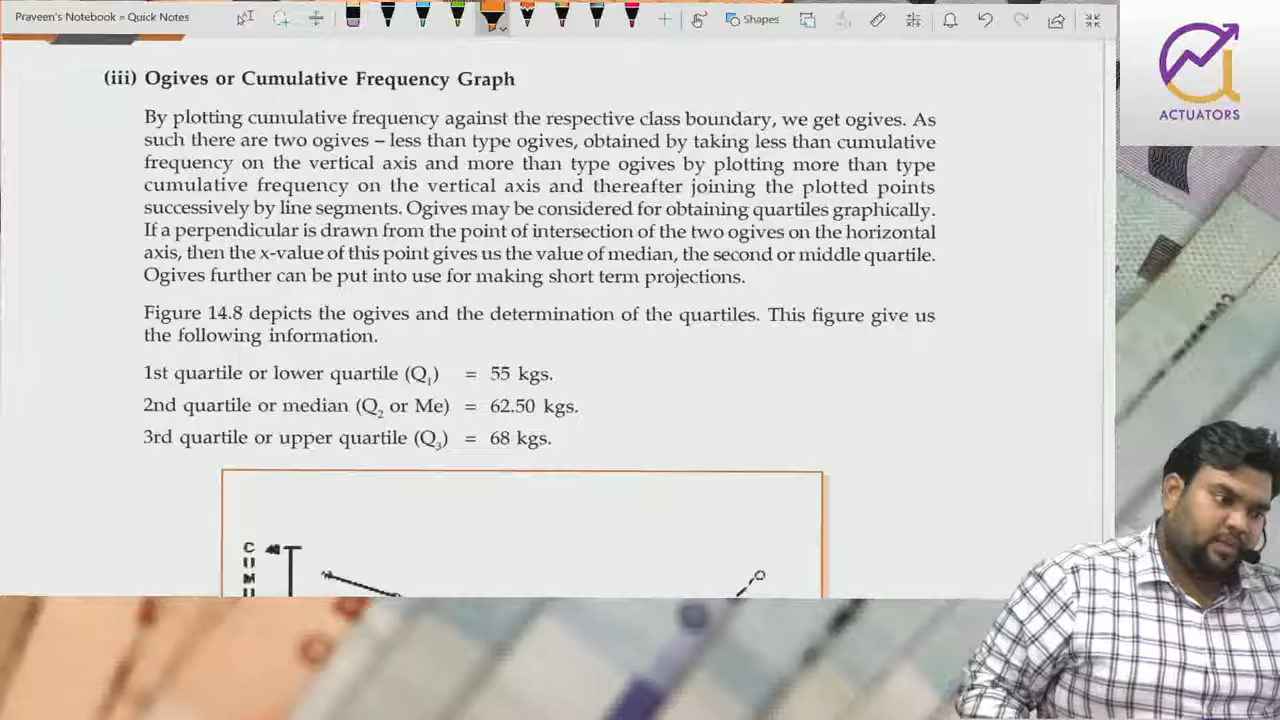 Praveen's Notebook » Quick Notes
Shapes
ACTUATORS
(iii) Ogives or Cumulative Frequency Graph
By plotting cumulative frequency against the respective class boundary, we get ogives. As
such there are two ogives – less than type ogives, obtained by taking less than cumulative
frequency on the vertical axis and more than type ogives by plotting more than type
cumulative frequency on the vertical axis and thereafter joining the plotted points
successively by line segments. Ogives may be considered for obtaining quartiles graphically.
If a perpendicular is drawn from the point of intersection of the two ogives on the horizontal
axis, then the x-value of this point gives us the value of median, the second or middle quartile.
Ogives further can be put into use for making short term projections.
Figure 14.8 depicts the ogives and the determination of the quartiles. This figure give us
the following information.
1st quartile or lower quartile (Q₁) = 55 kgs.
2nd quartile or median (Q₂ or Me) = 62.50 kgs.
3rd quartile or upper quartile (Q₃) = 68 kgs.
C
U
M
U